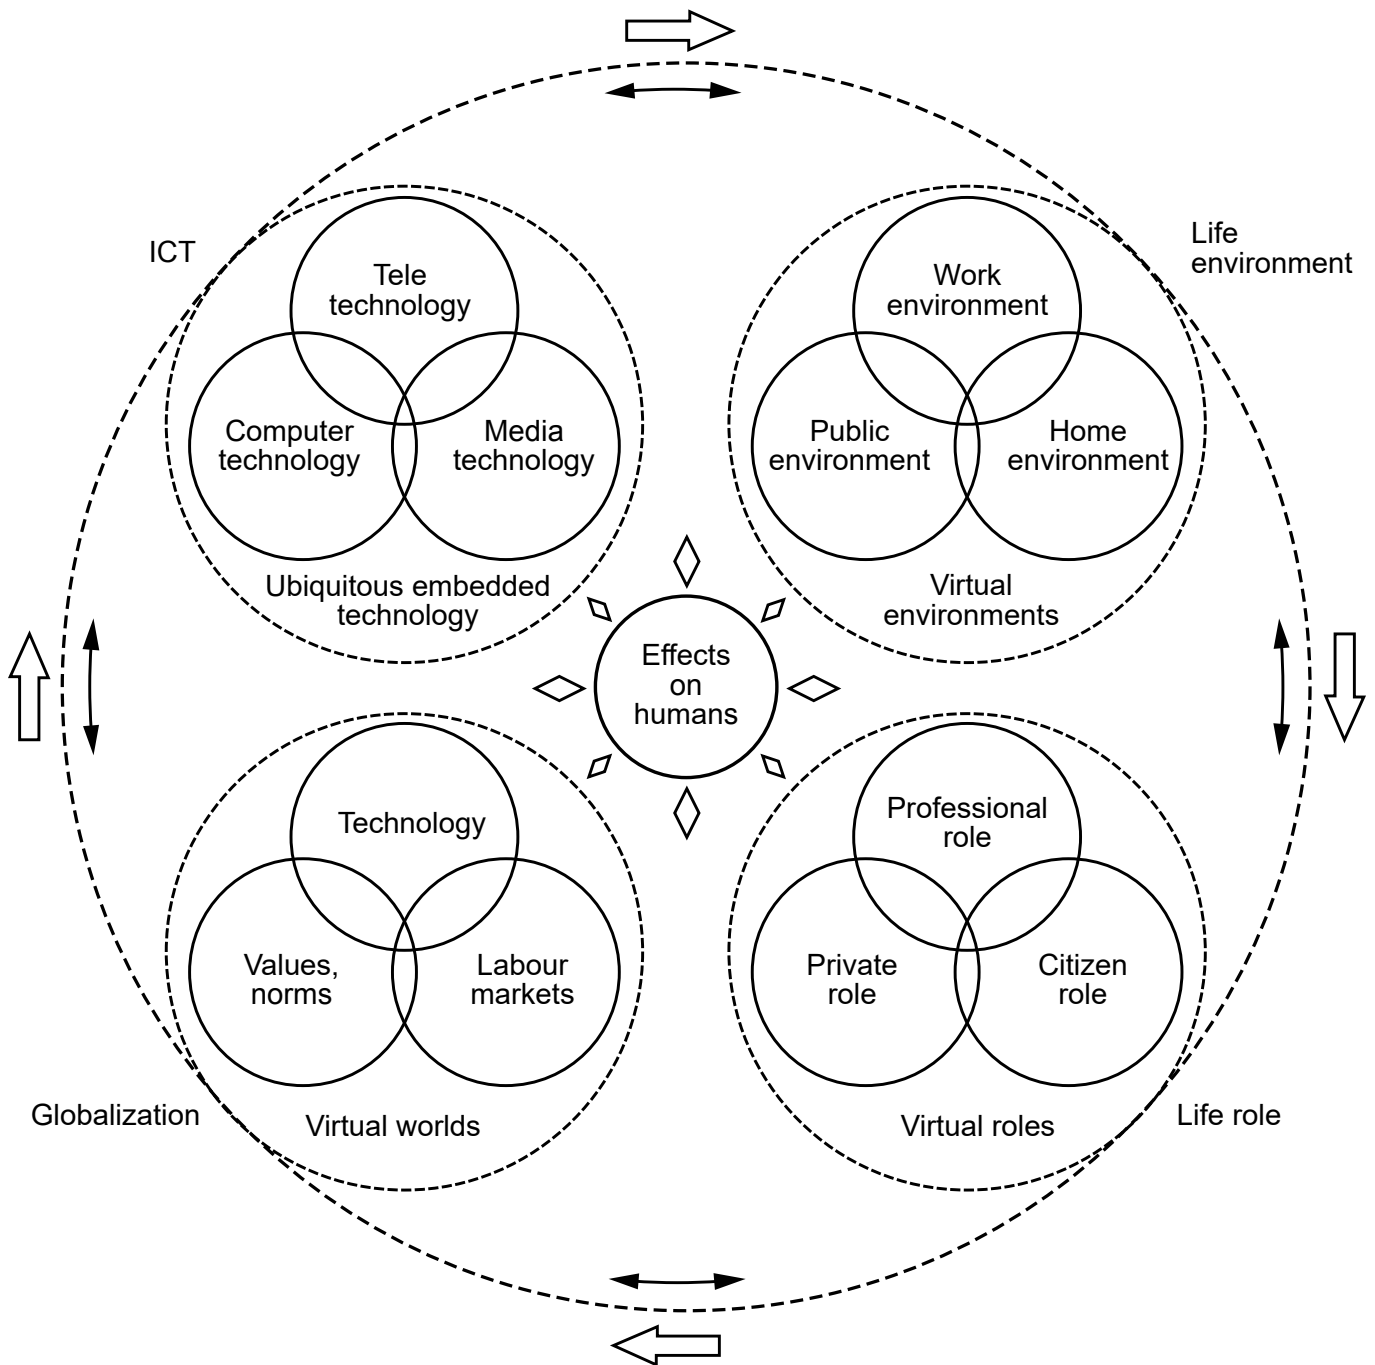 ICT
Tele
technology
Computer
technology
Media
technology
Ubiquitous embedded
technology
Life
environment
Work
environment
Public
environment
Home
environment
Virtual
environments
Effects
on
humans
Technology
Values,
norms
Labour
markets
Virtual worlds
Globalization
Professional
role
Private
role
Citizen
role
Virtual roles
Life role